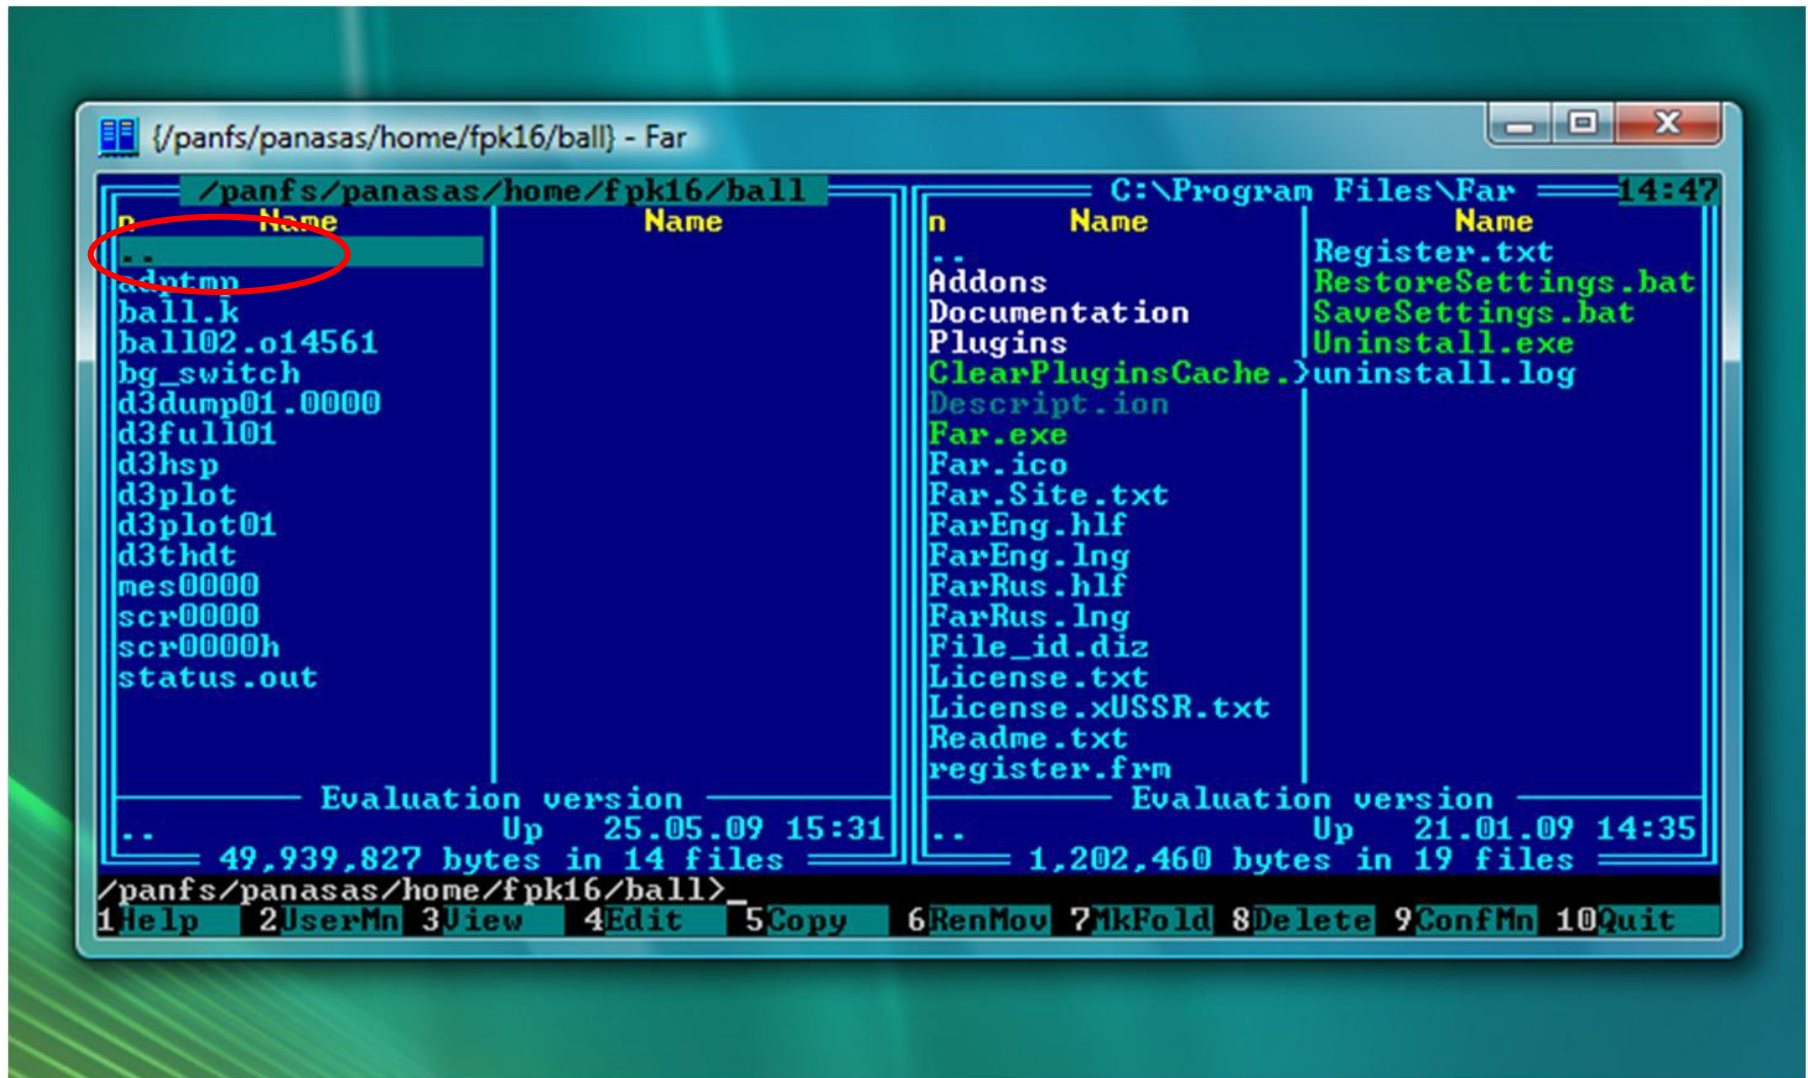 {/panfs/panasas/home/fpk16/ball} - Far
/panfs/panasas/home/fpk16/ball
n Name Name
..
adptmp
ball.k
ball02.o14561
bg_switch
d3dump01.0000
d3full01
d3hsp
d3plot
d3plot01
d3thdt
mes0000
scr0000
scr0000h
status.out
Evaluation version
.. Up 25.05.09 15:31
49,939,827 bytes in 14 files
C:\Program Files\Far 14:47
n Name Name
..
Addons
Documentation
Plugins
ClearPluginsCache.}
Descript.ion
Far.exe
Far.ico
Far.Site.txt
FarEng.hlf
FarEng.lng
FarRus.hlf
FarRus.lng
File_id.diz
License.txt
License.xUSSR.txt
Readme.txt
register.frm
Register.txt
RestoreSettings.bat
SaveSettings.bat
Uninstall.exe
uninstall.log
Evaluation version
.. Up 21.01.09 14:35
1,202,460 bytes in 19 files
/panfs/panasas/home/fpk16/ball>_
1Help 2UserMn 3View 4Edit 5Copy 6RenMov 7MkFold 8Delete 9ConfMn 10Quit